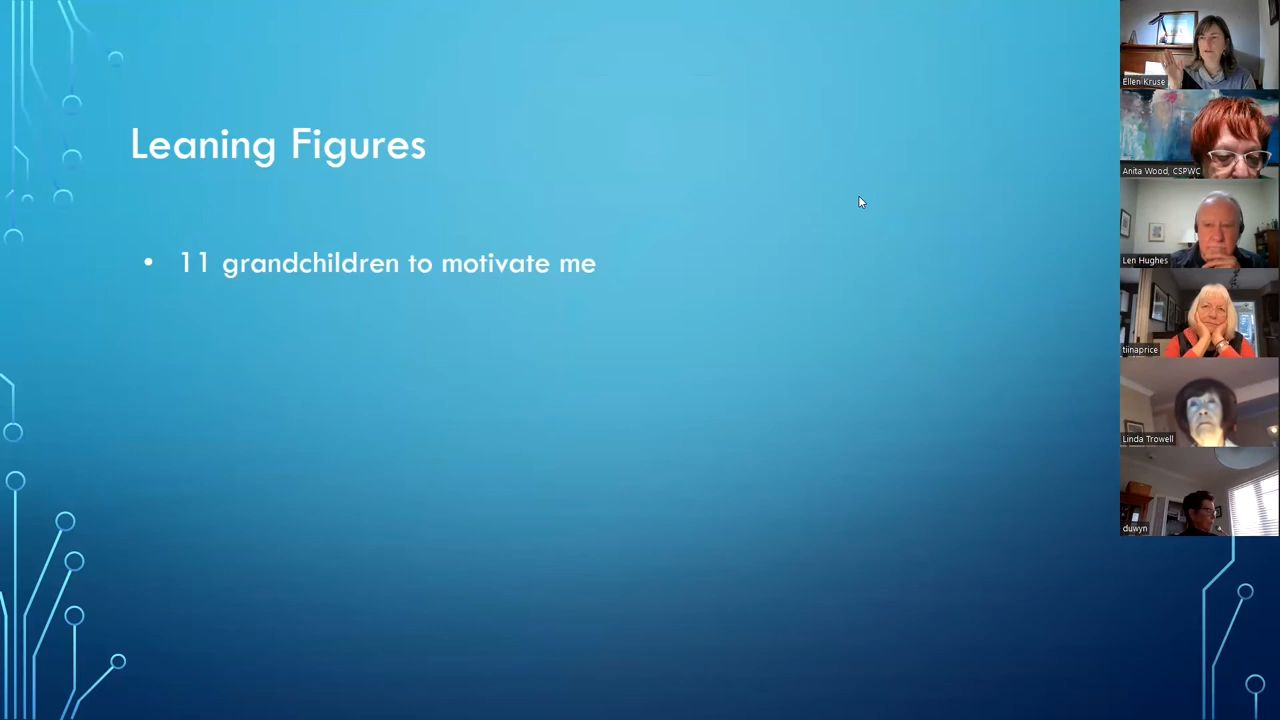 Leaning Figures
• 11 grandchildren to motivate me
Ellen Kruse
Anita Wood, CSPWC
Len Hughes
tiinaprice
Linda Trowell
duwyn